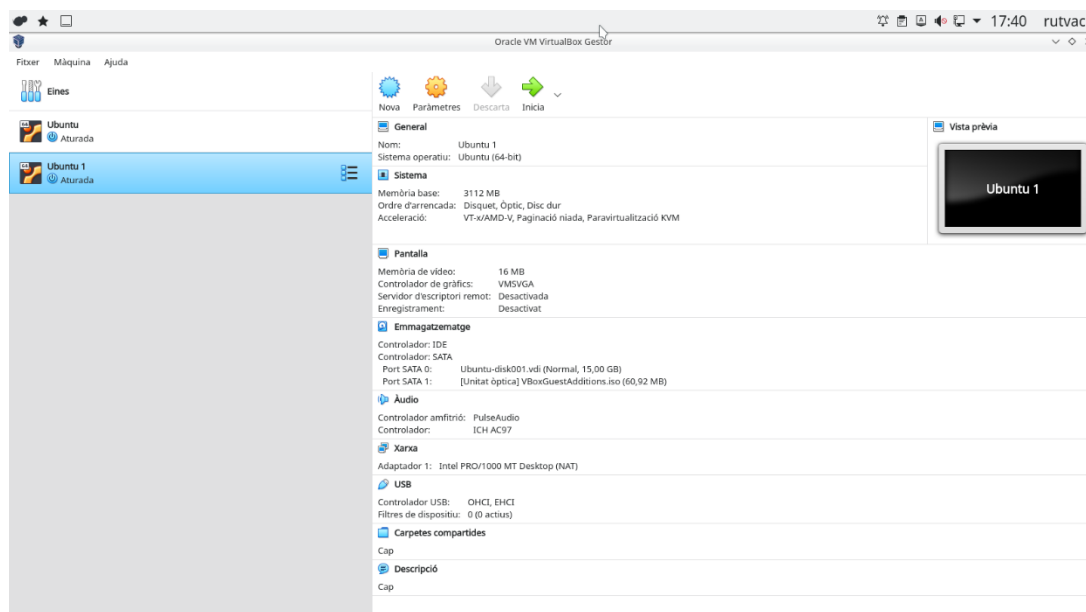 17:40 rutvac
Oracle VM VirtualBox Gestor
Fitxer Màquina Ajuda
Eines
Ubuntu
Aturada
Ubuntu 1
Aturada
Nova Paràmetres Descarta Inicia
General
Nom: Ubuntu 1
Sistema operatiu: Ubuntu (64-bit)
Sistema
Memòria base: 3112 MB
Ordre d'arrencada: Disquet, Òptic, Disc dur
Acceleració: VT-x/AMD-V, Paginació niada, Paravirtualització KVM
Vista prèvia
Ubuntu 1
Pantalla
Memòria de vídeo: 16 MB
Controlador de gràfics: VMSVGA
Servidor d'escriptori remot: Desactivada
Enregistrament: Desactivat
Emmagatzematge
Controlador: IDE
Controlador: SATA
Port SATA 0: Ubuntu-disk001.vdi (Normal, 15,00 GB)
Port SATA 1: [Unitat òptica] VBoxGuestAdditions.iso (60,92 MB)
Àudio
Controlador amfitrió: PulseAudio
Controlador: ICH AC97
Xarxa
Adaptador 1: Intel PRO/1000 MT Desktop (NAT)
USB
Controlador USB: OHCI, EHCI
Filtres de dispositiu: 0 (0 actius)
Carpetes compartides
Cap
Descripció
Cap